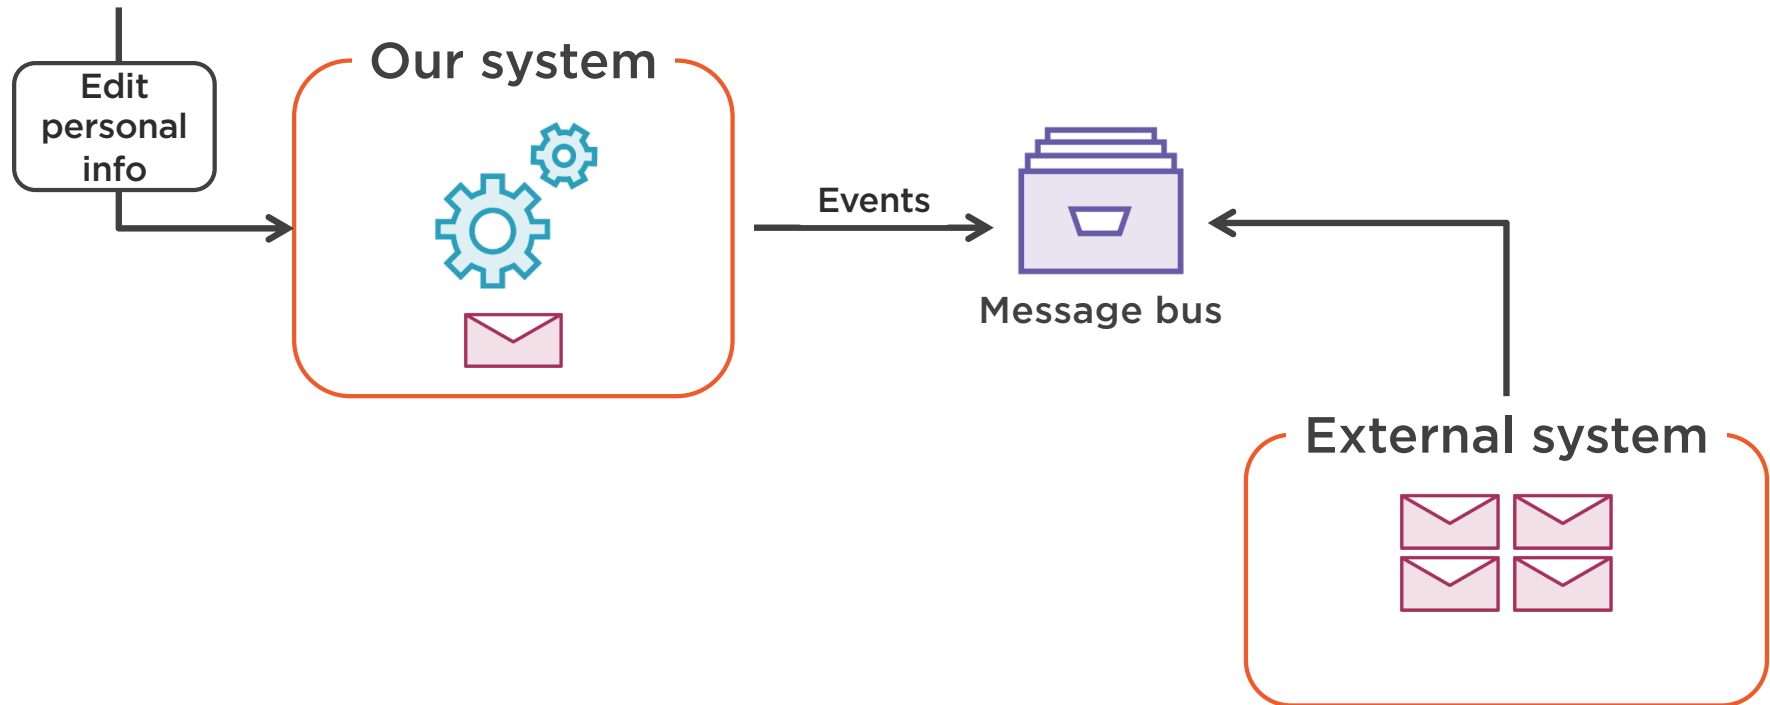 Our system
Edit
personal
info
Events
Message bus
External system